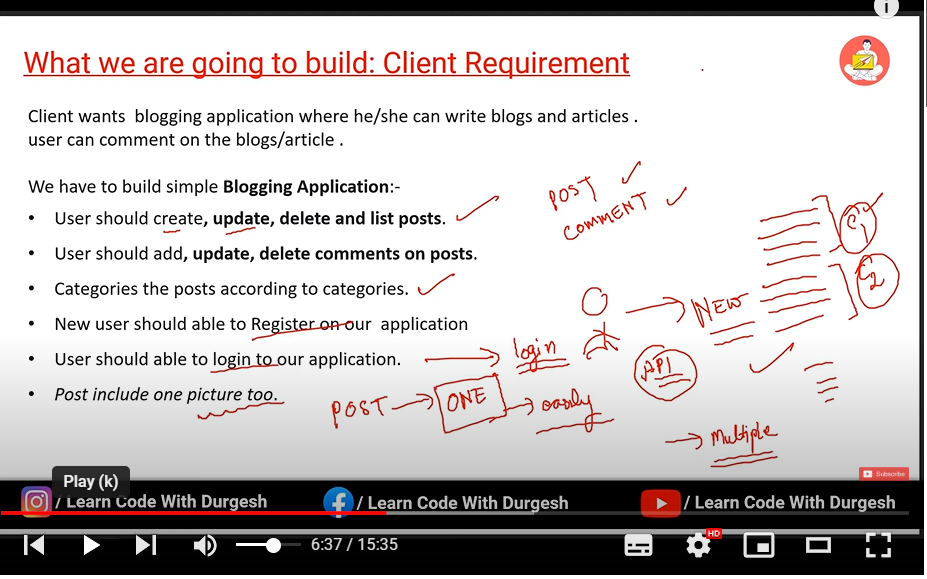 What we are going to build: Client Requirement
Client wants blogging application where he/she can write blogs and articles .
user can comment on the blogs/article .
We have to build simple Blogging Application:-
• User should create, update, delete and list posts.
• User should add, update, delete comments on posts.
• Categories the posts according to categories.
• New user should able to Register on our application
• User should able to login to our application.
• Post include one picture too.
POST
COMMENT
C1
C2
NEW
login
API
POST
ONE
easily
Multiple
Subscribe
Play (k)
/ Learn Code With Durgesh
/ Learn Code With Durgesh
/ Learn Code With Durgesh
6:37 / 15:35
HD